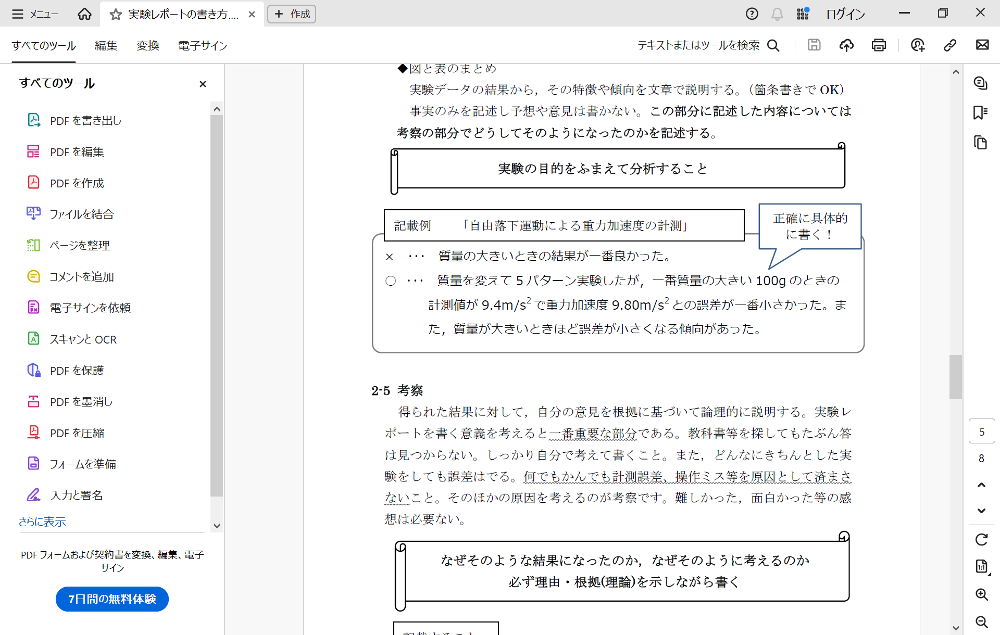 メニュー
実験レポートの書き方....
作成
ログイン
すべてのツール
編集
変換
電子サイン
テキストまたはツールを検索
すべてのツール
PDF を書き出し
PDF を編集
PDF を作成
ファイルを結合
ページを整理
コメントを追加
電子サインを依頼
スキャンと OCR
PDF を保護
PDF を墨消し
PDF を圧縮
フォームを準備
入力と署名
さらに表示
PDF フォームおよび契約書を変換、編集、電子
サイン
7日間の無料体験
◆図と表のまとめ
実験データの結果から，その特徴や傾向を文章で説明する。（箇条書きで OK）
事実のみを記述し予想や意見は書かない。この部分に記述した内容については
考察の部分でどうしてそのようになったのかを記述する。
実験の目的をふまえて分析すること
記載例　　「自由落下運動による重力加速度の計測」
正確に具体的
に書く！
× ･･･ 質量の大きいときの結果が一番良かった。
○ ･･･ 質量を変えて 5 パターン実験したが，一番質量の大きい 100g のときの
計測値が 9.4m/s² で重力加速度 9.80m/s² との誤差が一番小さかった。ま
た，質量が大きいときほど誤差が小さくなる傾向があった。
2-5 考察
得られた結果に対して，自分の意見を根拠に基づいて論理的に説明する。実験レ
ポートを書く意義を考えると一番重要な部分である。教科書等を探してもたぶん答
は見つからない。しっかり自分で考えて書くこと。また，どんなにきちんとした実
験をしても誤差はでる。何でもかんでも計測誤差、操作ミス等を原因として済まさ
ないこと。そのほかの原因を考えるのが考察です。難しかった，面白かった等の感
想は必要ない。
なぜそのような結果になったのか，なぜそのように考えるのか
必ず理由・根拠(理論)を示しながら書く
記載すること
5
8
1:1